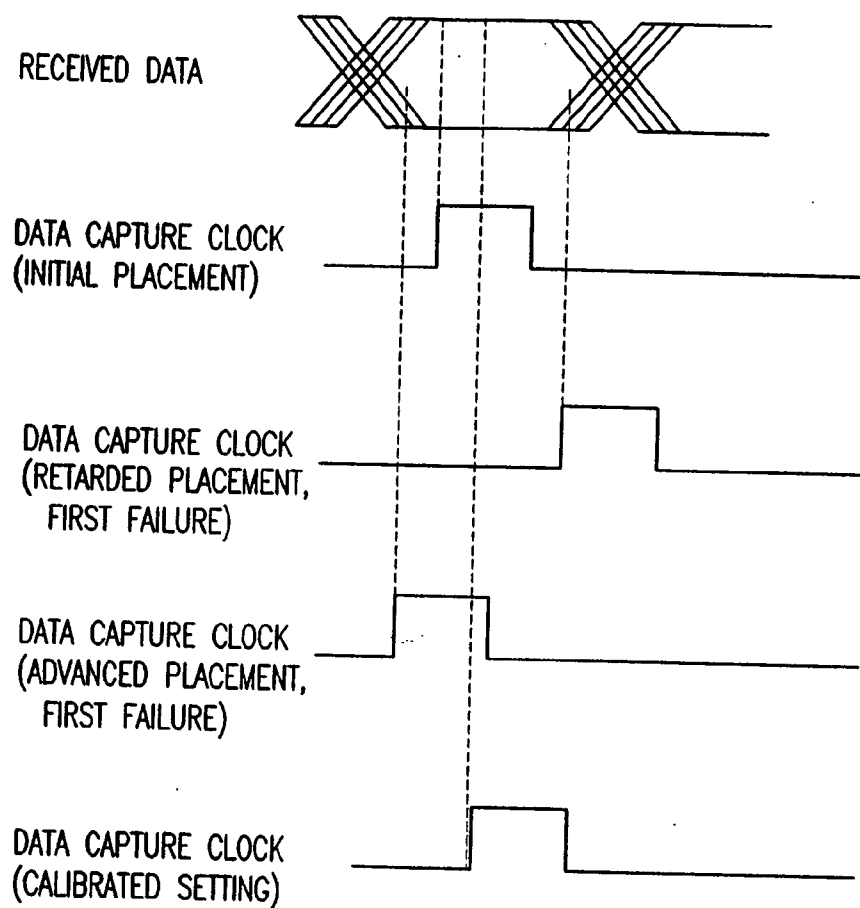 RECEIVED DATA
DATA CAPTURE CLOCK
(INITIAL PLACEMENT)
DATA CAPTURE CLOCK
(RETARDED PLACEMENT,
FIRST FAILURE)
DATA CAPTURE CLOCK
(ADVANCED PLACEMENT,
FIRST FAILURE)
DATA CAPTURE CLOCK
(CALIBRATED SETTING)